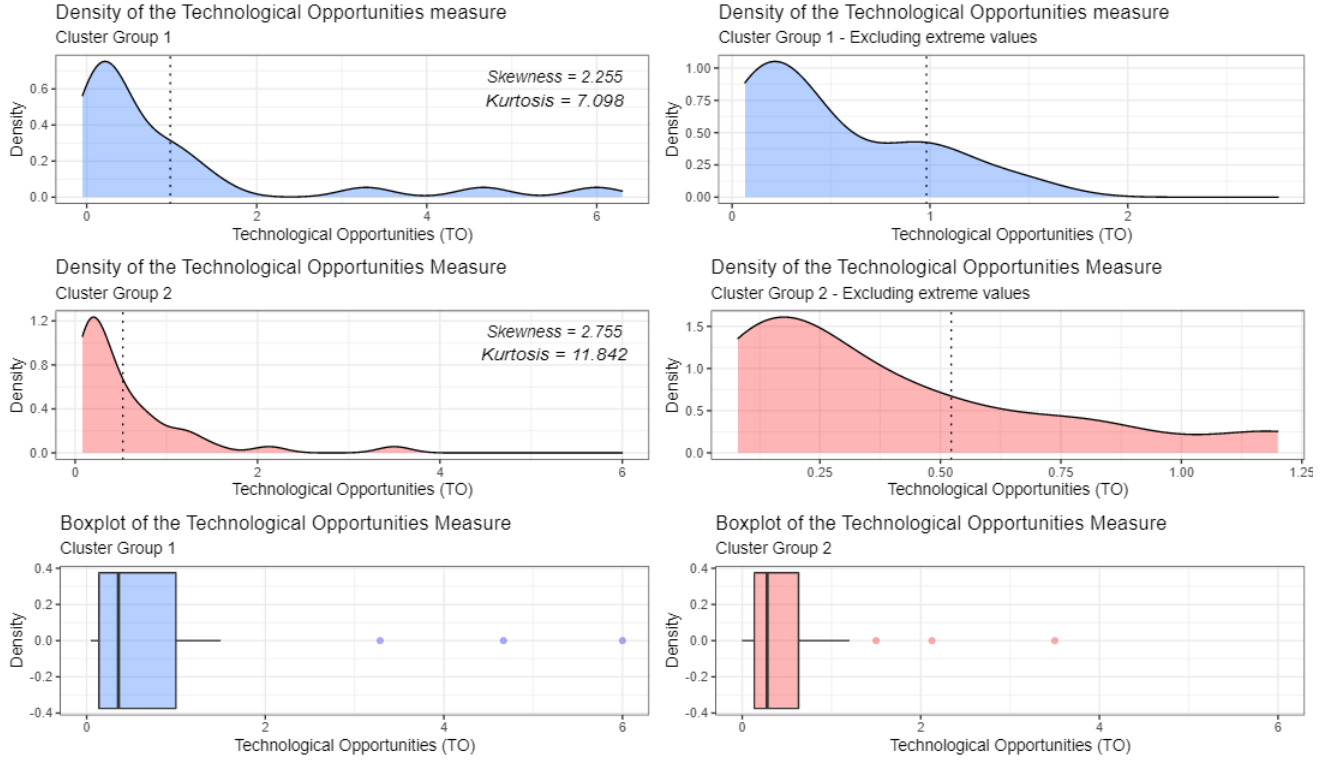 Density of the Technological Opportunities measure
Cluster Group 1
Skewness = 2.255
Kurtosis = 7.098
Density
0.6
0.4
0.2
0.0
0 2 4 6
Technological Opportunities (TO)
Density of the Technological Opportunities measure
Cluster Group 1 - Excluding extreme values
Density
1.00
0.75
0.50
0.25
0.00
0 1 2
Technological Opportunities (TO)
Density of the Technological Opportunities Measure
Cluster Group 2
Skewness = 2.755
Kurtosis = 11.842
Density
1.2
0.8
0.4
0.0
0 2 4 6
Technological Opportunities (TO)
Density of the Technological Opportunities Measure
Cluster Group 2 - Excluding extreme values
Density
1.5
1.0
0.5
0.0
0.25 0.50 0.75 1.00 1.25
Technological Opportunities (TO)
Boxplot of the Technological Opportunities Measure
Cluster Group 1
Density
0.4
0.2
0.0
-0.2
-0.4
0 2 4 6
Technological Opportunities (TO)
Boxplot of the Technological Opportunities Measure
Cluster Group 2
Density
0.4
0.2
0.0
-0.2
-0.4
0 2 4 6
Technological Opportunities (TO)